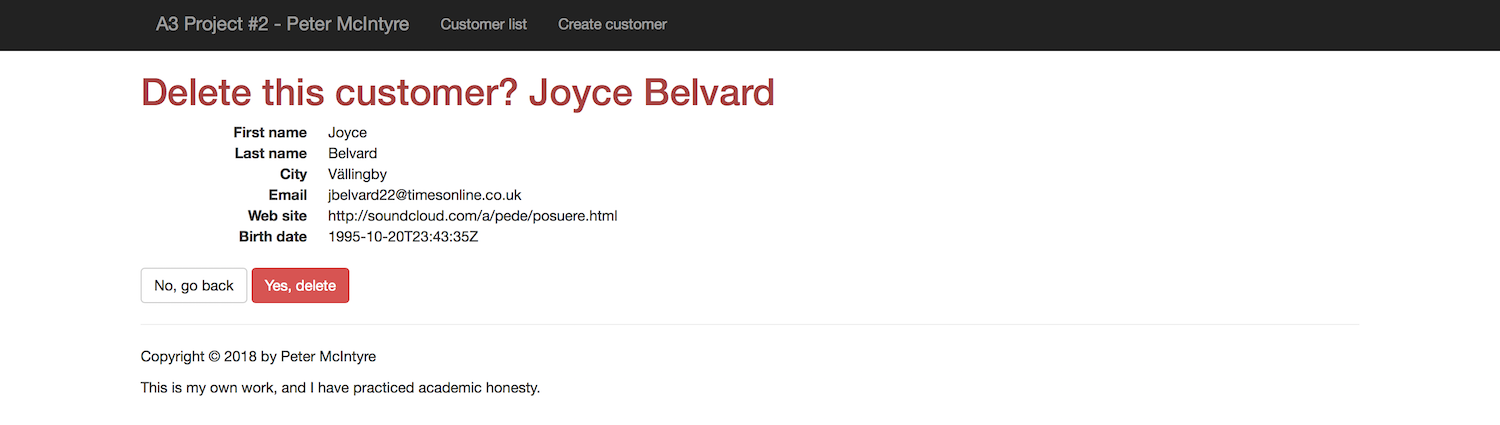 A3 Project #2 - Peter McIntyre Customer list Create customer
Delete this customer? Joyce Belvard
First name Joyce
Last name Belvard
City Vällingby
Email jbelvard22@timesonline.co.uk
Web site http://soundcloud.com/a/pede/posuere.html
Birth date 1995-10-20T23:43:35Z
No, go back Yes, delete
Copyright © 2018 by Peter McIntyre
This is my own work, and I have practiced academic honesty.